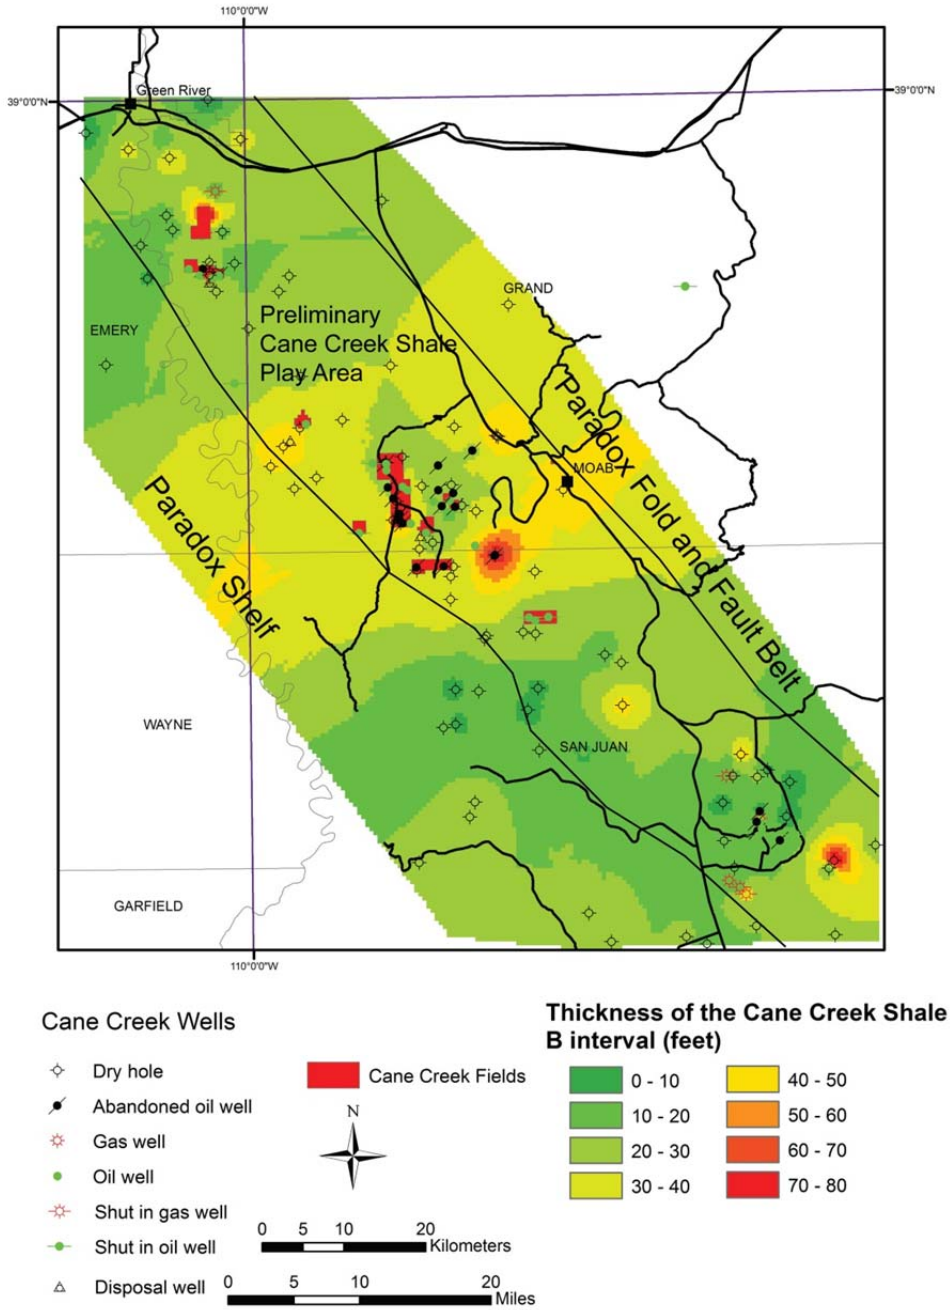 110°0'0"W
Green River
39°0'0"N
39°0'0"N
GRAND
EMERY
Preliminary
Cane Creek Shale
Play Area
Paradox Fold and Fault Belt
MOAB
Paradox Shelf
WAYNE
SAN JUAN
GARFIELD
110°0'0"W
Cane Creek Wells
Dry hole
Abandoned oil well
Gas well
Oil well
Shut in gas well
Shut in oil well
Disposal well
Cane Creek Fields
N
0 5 10 20
Kilometers
0 5 10 20
Miles
Thickness of the Cane Creek Shale
B interval (feet)
0 - 10
10 - 20
20 - 30
30 - 40
40 - 50
50 - 60
60 - 70
70 - 80